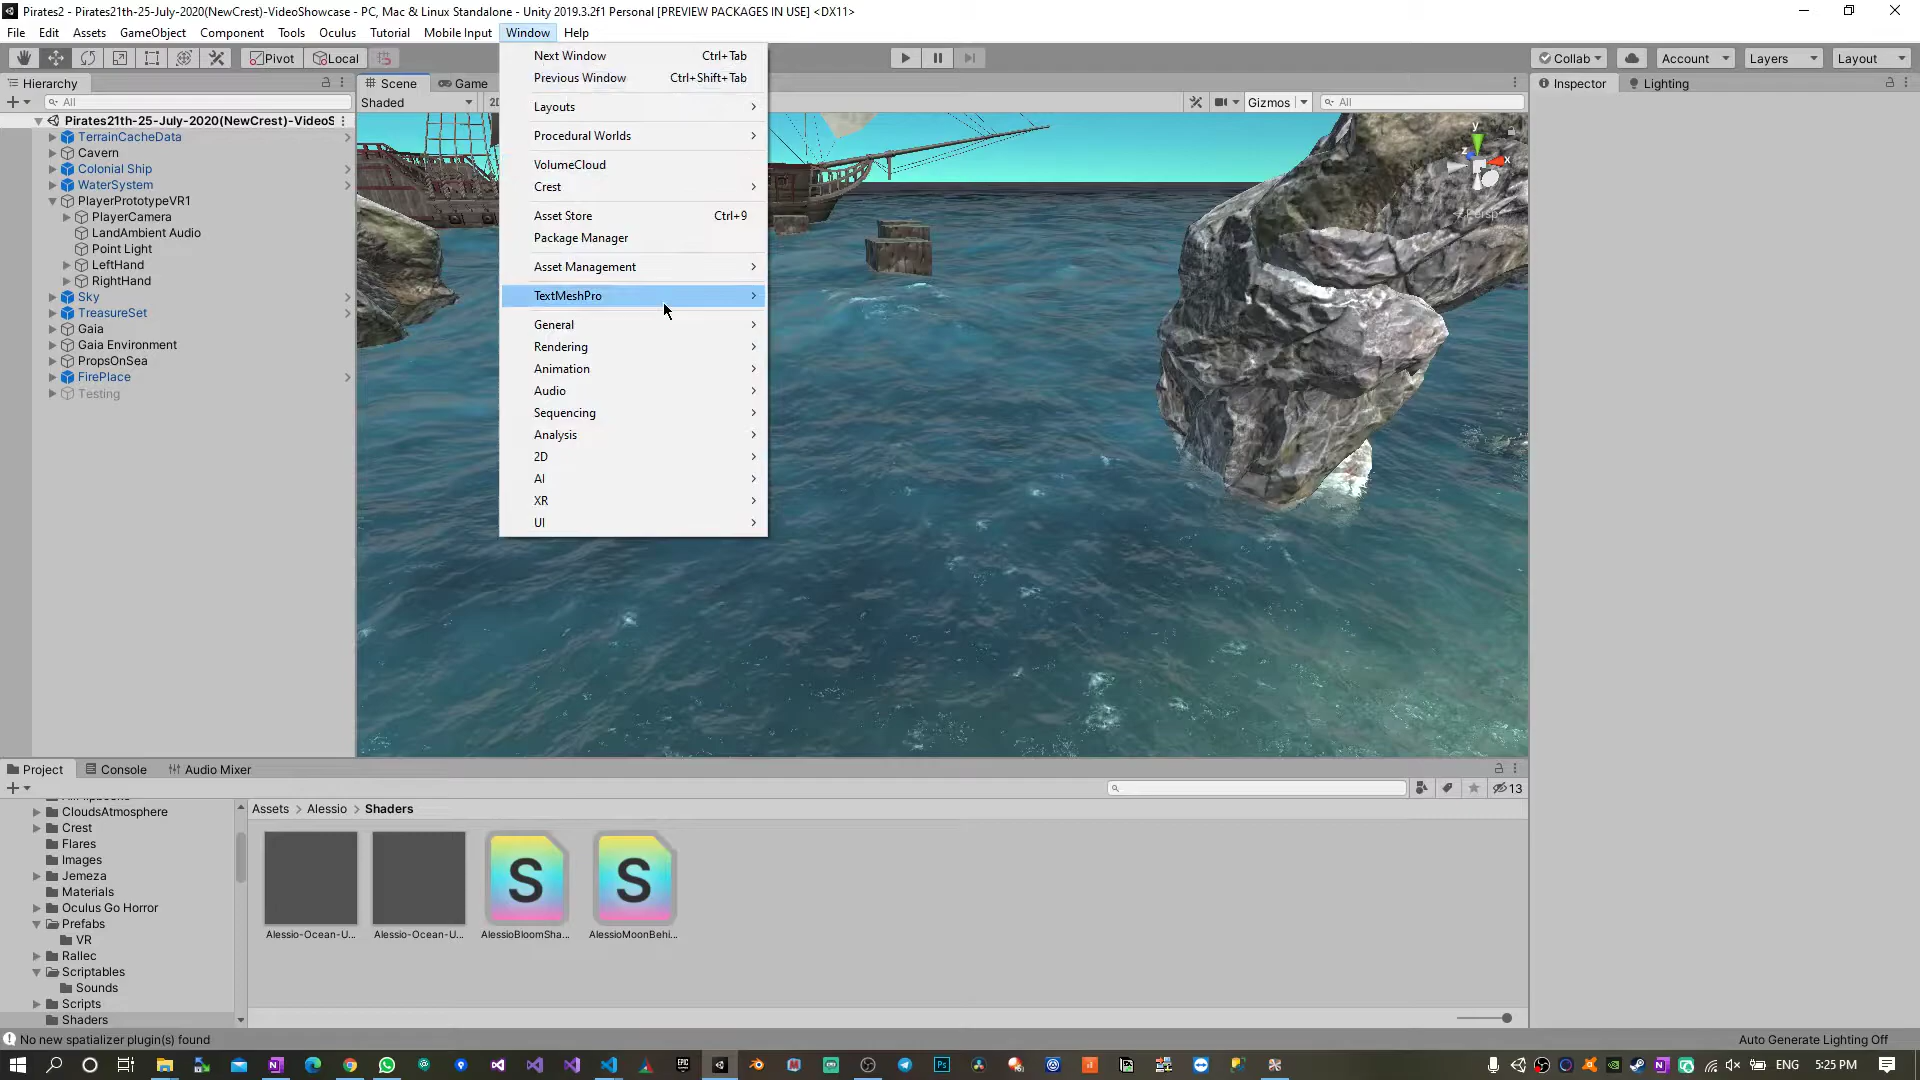 Pirates2 - Pirates21th-25-July-2020(NewCrest)-VideoShowcase - PC, Mac & Linux Standalone - Unity 2019.3.2f1 Personal [PREVIEW PACKAGES IN USE] <DX11>
File Edit Assets GameObject Component Tools Oculus Tutorial Mobile Input Window Help
Pivot Local Collab Account Layers Layout
Hierarchy
All
Pirates21th-25-July-2020(NewCrest)-VideoS
TerrainCacheData
Cavern
Colonial Ship
WaterSystem
PlayerPrototypeVR1
PlayerCamera
LandAmbient Audio
Point Light
LeftHand
RightHand
Sky
TreasureSet
Gaia
Gaia Environment
PropsOnSea
FirePlace
Testing
Scene Game
Shaded Gizmos All
Next Window Ctrl+Tab
Previous Window Ctrl+Shift+Tab
Layouts
Procedural Worlds
VolumeCloud
Crest
Asset Store Ctrl+9
Package Manager
Asset Management
TextMeshPro
General
Rendering
Animation
Audio
Sequencing
Analysis
2D
AI
XR
UI
y
z x
Persp
Inspector Lighting
Project Console Audio Mixer
13
CloudsAtmosphere
Crest
Flares
Images
Jemeza
Materials
Oculus Go Horror
Prefabs
VR
Rallec
Scriptables
Sounds
Scripts
Shaders
Assets > Alessio > Shaders
S S
Alessio-Ocean-U... Alessio-Ocean-U... AlessioBloomSha... AlessioMoonBehi...
No new spatializer plugin(s) found Auto Generate Lighting Off
ENG 5:25 PM